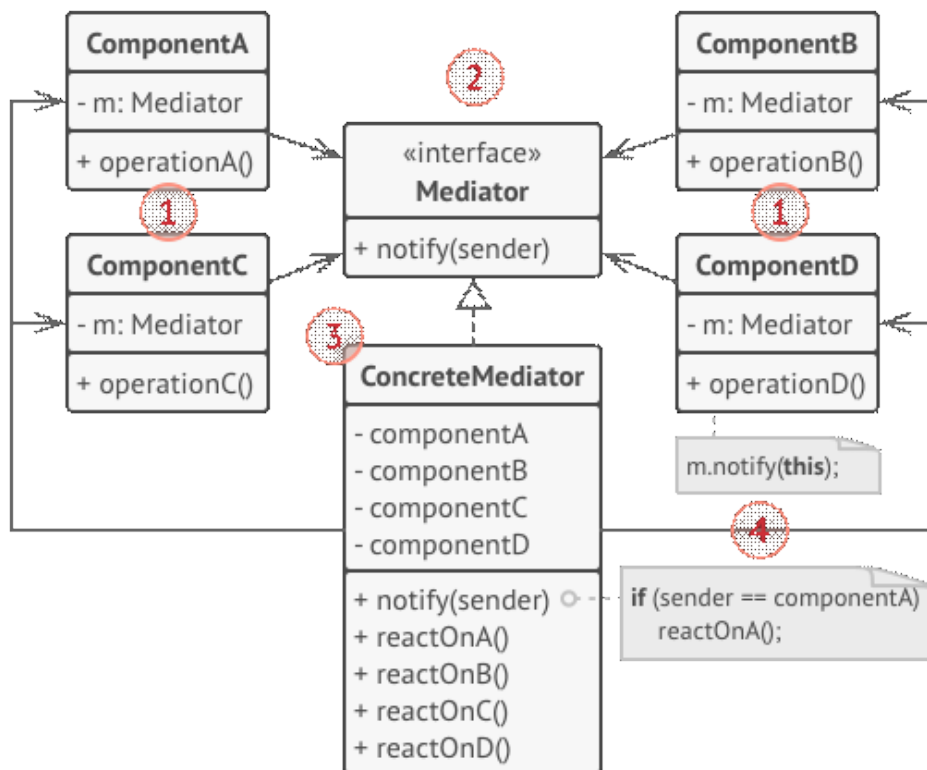 ComponentA
- m: Mediator
+ operationA()
1
ComponentC
- m: Mediator
+ operationC()
2
«interface»
Mediator
+ notify(sender)
3
ConcreteMediator
- componentA
- componentB
- componentC
- componentD
+ notify(sender)
+ reactOnA()
+ reactOnB()
+ reactOnC()
+ reactOnD()
ComponentB
- m: Mediator
+ operationB()
1
ComponentD
- m: Mediator
+ operationD()
m.notify(this);
4
if (sender == componentA)
reactOnA();